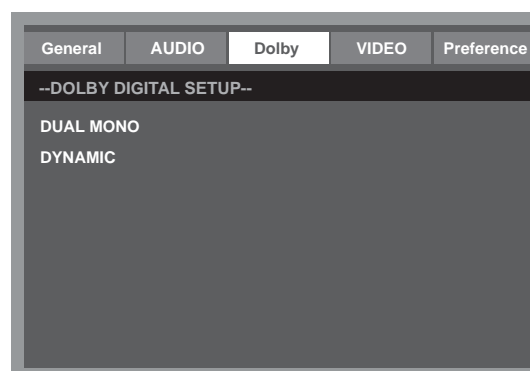 General AUDIO Dolby VIDEO Preference
--DOLBY DIGITAL SETUP--
DUAL MONO
DYNAMIC